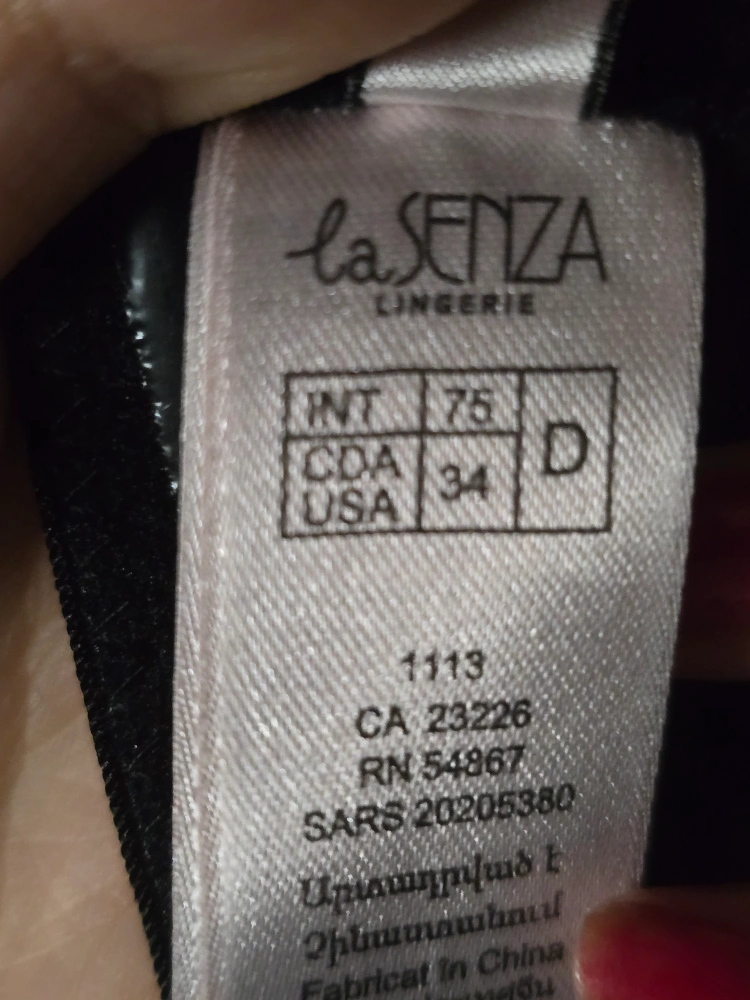 la SENZA
LINGERIE
INT 75 D
CDA USA 34
1113
CA 23226
RN 54867
SARS 20205380
Արտադրված է
Չինաստանում
Fabricat în China